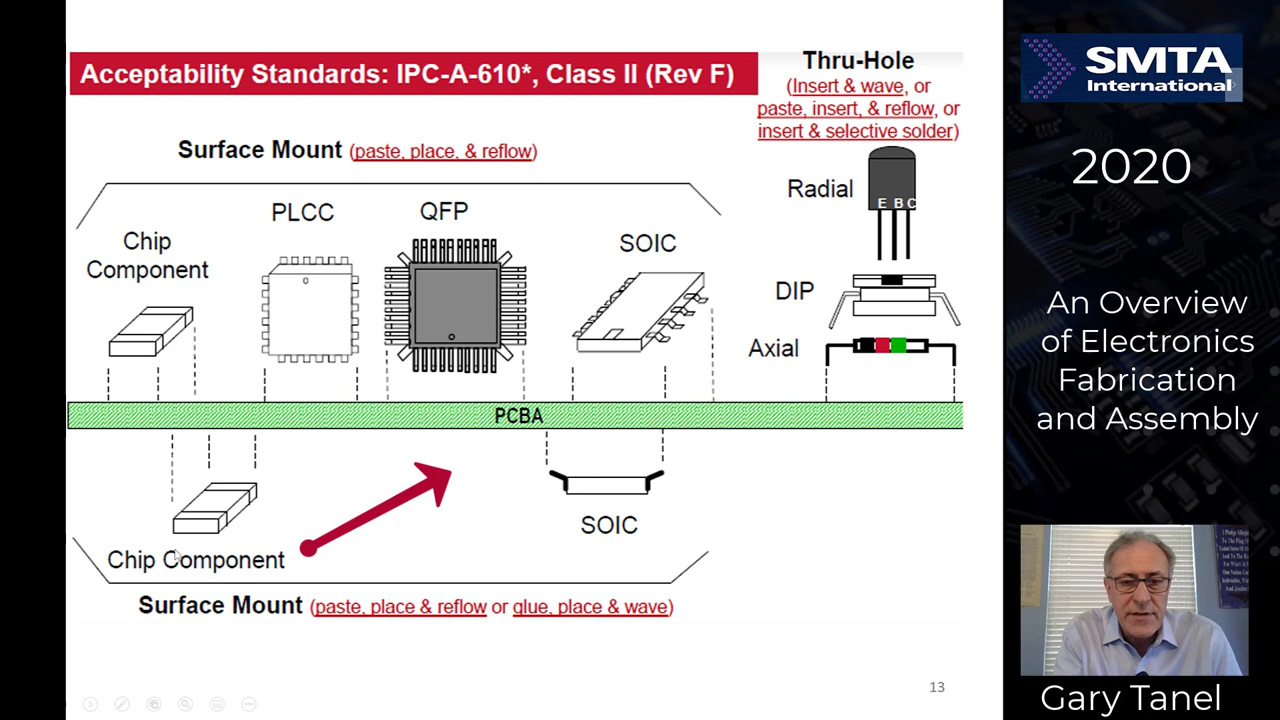 Acceptability Standards: IPC-A-610*, Class II (Rev F)
Thru-Hole
(Insert & wave, or
paste, insert, & reflow, or
insert & selective solder)
Surface Mount (paste, place, & reflow)
Chip
Component
PLCC
QFP
SOIC
Radial
E B C
DIP
Axial
PCBA
Chip Component
SOIC
Surface Mount (paste, place & reflow or glue, place & wave)
13
SMTA
International
2020
An Overview
of Electronics
Fabrication
and Assembly
Gary Tanel